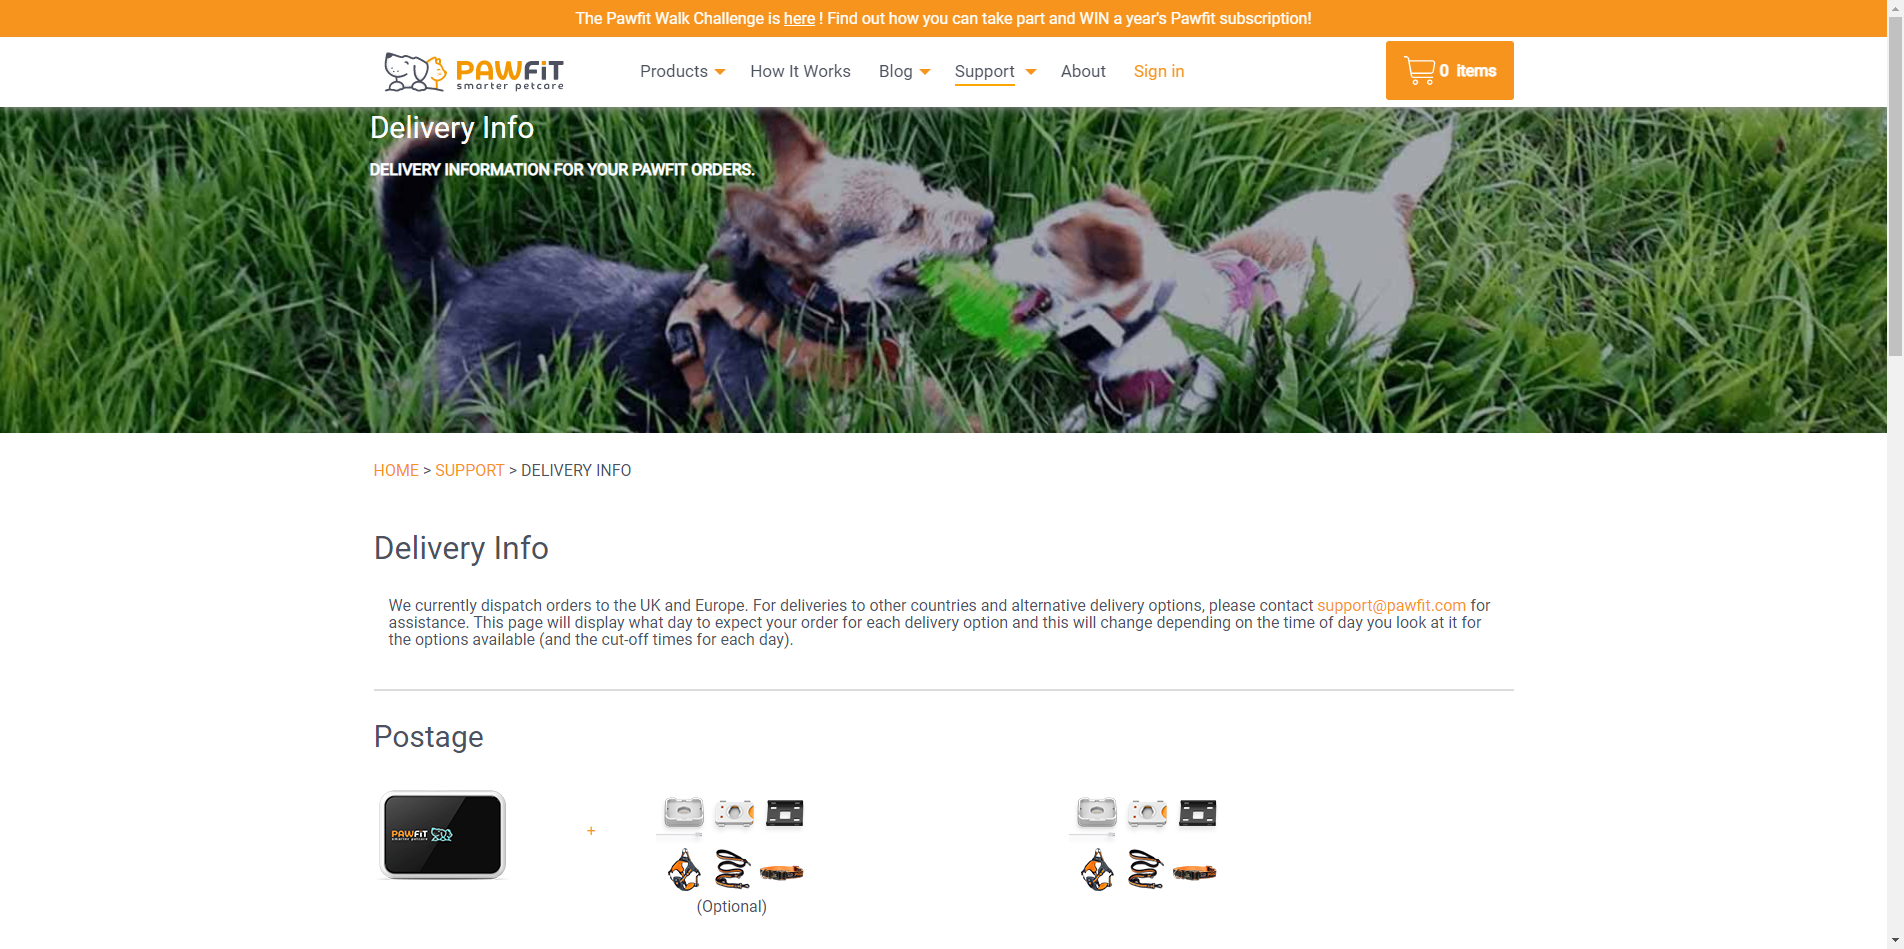 The Pawfit Walk Challenge is here ! Find out how you can take part and WIN a year's Pawfit subscription!
PAWFiT
smarter petcare
Products
How It Works
Blog
Support
About
Sign in
0 items
Delivery Info
DELIVERY INFORMATION FOR YOUR PAWFIT ORDERS.
HOME > SUPPORT > DELIVERY INFO
Delivery Info
We currently dispatch orders to the UK and Europe. For deliveries to other countries and alternative delivery options, please contact support@pawfit.com for
assistance. This page will display what day to expect your order for each delivery option and this will change depending on the time of day you look at it for
the options available (and the cut-off times for each day).
Postage
PAWFiT
smarter petcare
+
(Optional)